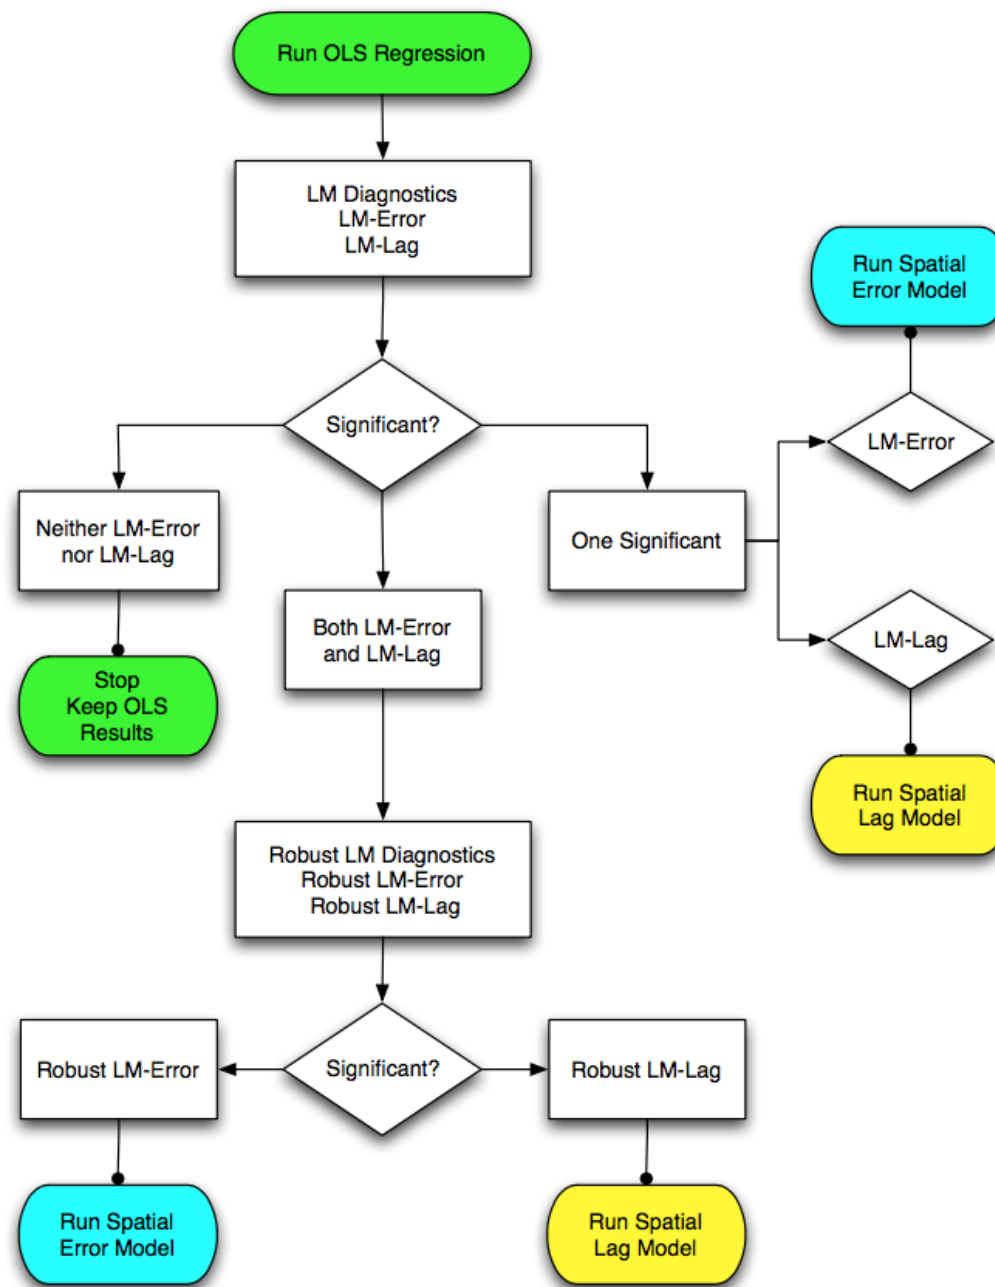 Run OLS Regression
LM Diagnostics
LM-Error
LM-Lag
Run Spatial
Error Model
Significant?
LM-Error
Neither LM-Error
nor LM-Lag
One Significant
Both LM-Error
and LM-Lag
LM-Lag
Stop
Keep OLS
Results
Run Spatial
Lag Model
Robust LM Diagnostics
Robust LM-Error
Robust LM-Lag
Robust LM-Error
Significant?
Robust LM-Lag
Run Spatial
Error Model
Run Spatial
Lag Model